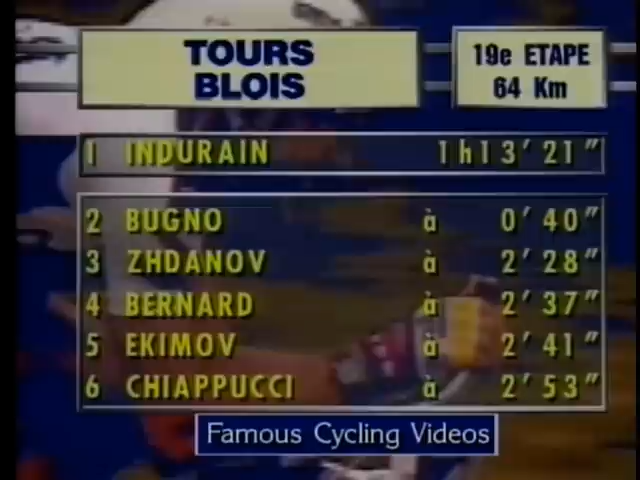 TOURS
BLOIS
19e ETAPE
64 Km
1 INDURAIN 1h13'21"
2 BUGNO à 0'40"
3 ZHDANOV à 2'28"
4 BERNARD à 2'37"
5 EKIMOV à 2'41"
6 CHIAPPUCCI à 2'53"
Famous Cycling Videos